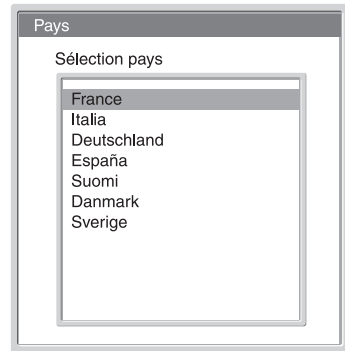 Pays
Sélection pays
France
Italia
Deutschland
España
Suomi
Danmark
Sverige